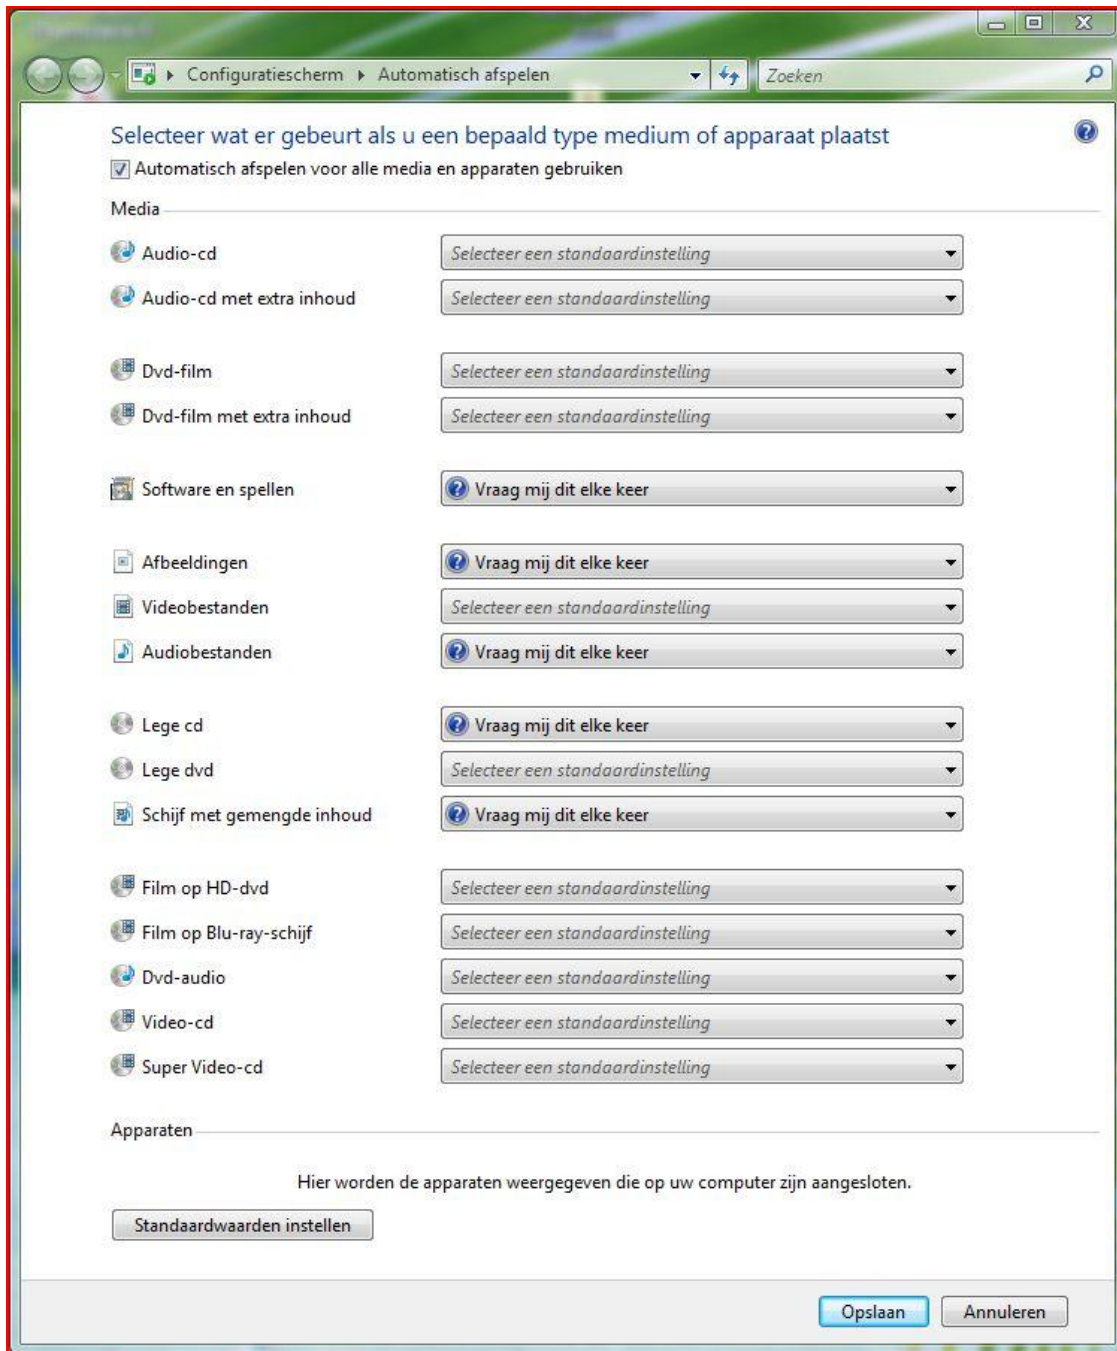 Configuratiescherm Automatisch afspelen Zoeken
Selecteer wat er gebeurt als u een bepaald type medium of apparaat plaatst
Automatisch afspelen voor alle media en apparaten gebruiken
Media
Audio-cd Selecteer een standaardinstelling
Audio-cd met extra inhoud Selecteer een standaardinstelling
Dvd-film Selecteer een standaardinstelling
Dvd-film met extra inhoud Selecteer een standaardinstelling
Software en spellen Vraag mij dit elke keer
Afbeeldingen Vraag mij dit elke keer
Videobestanden Selecteer een standaardinstelling
Audiobestanden Vraag mij dit elke keer
Lege cd Vraag mij dit elke keer
Lege dvd Selecteer een standaardinstelling
Schijf met gemengde inhoud Vraag mij dit elke keer
Film op HD-dvd Selecteer een standaardinstelling
Film op Blu-ray-schijf Selecteer een standaardinstelling
Dvd-audio Selecteer een standaardinstelling
Video-cd Selecteer een standaardinstelling
Super Video-cd Selecteer een standaardinstelling
Apparaten
Hier worden de apparaten weergegeven die op uw computer zijn aangesloten.
Standaardwaarden instellen
Opslaan Annuleren